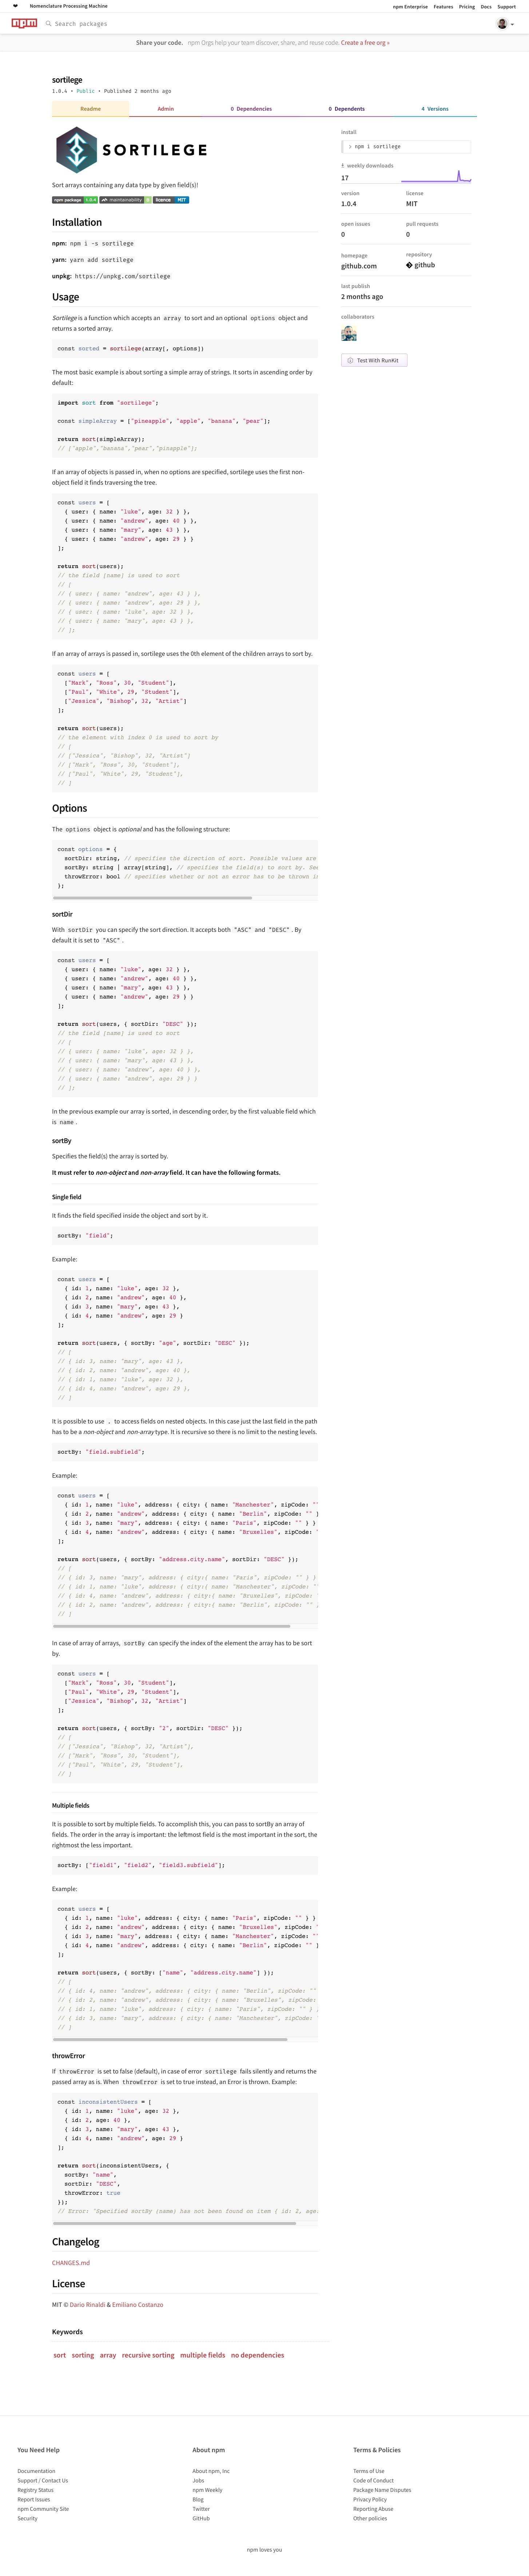 ❤ Nomenclature Processing Machine
npm Enterprise Features Pricing Docs Support
npm Search packages
Share your code. npm Orgs help your team discover, share, and reuse code. Create a free org »
sortilege
1.0.4 • Public • Published 2 months ago
Readme Admin 0 Dependencies 0 Dependents 4 Versions
SORTILEGE
Sort arrays containing any data type by given field(s)!
npm package 1.0.4 maintainability licence MIT
Installation
npm: npm i -s sortilege
yarn: yarn add sortilege
unpkg: https://unpkg.com/sortilege
Usage
Sortilege is a function which accepts an array to sort and an optional options object and
returns a sorted array.
const sorted = sortilege(array[, options])
The most basic example is about sorting a simple array of strings. It sorts in ascending order by
default:
import sort from "sortilege";
const simpleArray = ["pineapple", "apple", "banana", "pear"];
return sort(simpleArray);
// ["apple","banana","pear","pinapple"];
If an array of objects is passed in, when no options are specified, sortilege uses the first non-
object field it finds traversing the tree.
const users = [
{ user: { name: "luke", age: 32 } },
{ user: { name: "andrew", age: 40 } },
{ user: { name: "mary", age: 43 } },
{ user: { name: "andrew", age: 29 } }
];
return sort(users);
// the field [name] is used to sort
// [
// { user: { name: "andrew", age: 43 } },
// { user: { name: "andrew", age: 29 } },
// { user: { name: "luke", age: 32 } },
// { user: { name: "mary", age: 43 } },
// ];
If an array of arrays is passed in, sortilege uses the 0th element of the children arrays to sort by.
const users = [
["Mark", "Ross", 30, "Student"],
["Paul", "White", 29, "Student"],
["Jessica", "Bishop", 32, "Artist"]
];
return sort(users);
// the element with index 0 is used to sort by
// [
// ["Jessica", "Bishop", 32, "Artist"]
// ["Mark", "Ross", 30, "Student"],
// ["Paul", "White", 29, "Student"],
// ]
Options
The options object is optional and has the following structure:
const options = {
sortDir: string, // specifies the direction of sort. Possible values are
sortBy: string | array[string], // specifies the field(s) to sort by. See
throwError: bool // specifies whether or not an error has to be thrown in
};
sortDir
With sortDir you can specify the sort direction. It accepts both "ASC" and "DESC" . By
default it is set to "ASC" .
const users = [
{ user: { name: "luke", age: 32 } },
{ user: { name: "andrew", age: 40 } },
{ user: { name: "mary", age: 43 } },
{ user: { name: "andrew", age: 29 } }
];
return sort(users, { sortDir: "DESC" });
// the field [name] is used to sort
// [
// { user: { name: "luke", age: 32 } },
// { user: { name: "mary", age: 43 } },
// { user: { name: "andrew", age: 40 } },
// { user: { name: "andrew", age: 29 } }
// ];
In the previous example our array is sorted, in descending order, by the first valuable field which
is name .
sortBy
Specifies the field(s) the array is sorted by.
It must refer to non-object and non-array field. It can have the following formats.
Single field
It finds the field specified inside the object and sort by it.
sortBy: "field";
Example:
const users = [
{ id: 1, name: "luke", age: 32 },
{ id: 2, name: "andrew", age: 40 },
{ id: 3, name: "mary", age: 43 },
{ id: 4, name: "andrew", age: 29 }
];
return sort(users, { sortBy: "age", sortDir: "DESC" });
// [
// { id: 3, name: "mary", age: 43 },
// { id: 2, name: "andrew", age: 40 },
// { id: 1, name: "luke", age: 32 },
// { id: 4, name: "andrew", age: 29 },
// ]
It is possible to use . to access fields on nested objects. In this case just the last field in the path
has to be a non-object and non-array type. It is recursive so there is no limit to the nesting levels.
sortBy: "field.subfield";
Example:
const users = [
{ id: 1, name: "luke", address: { city: { name: "Manchester", zipCode: ""
{ id: 2, name: "andrew", address: { city: { name: "Berlin", zipCode: "" }
{ id: 3, name: "mary", address: { city: { name: "Paris", zipCode: "" } }
{ id: 4, name: "andrew", address: { city: { name: "Bruxelles", zipCode: "
];
return sort(users, { sortBy: "address.city.name", sortDir: "DESC" });
// [
// { id: 3, name: "mary", address: { city:{ name: "Paris", zipCode: "" } }
// { id: 1, name: "luke", address: { city:{ name: "Manchester", zipCode: ""
// { id: 4, name: "andrew", address: { city:{ name: "Bruxelles", zipCode: "
// { id: 2, name: "andrew", address: { city:{ name: "Berlin", zipCode: "" }
// ]
In case of array of arrays, sortBy can specify the index of the element the array has to be sort
by.
const users = [
["Mark", "Ross", 30, "Student"],
["Paul", "White", 29, "Student"],
["Jessica", "Bishop", 32, "Artist"]
];
return sort(users, { sortBy: "2", sortDir: "DESC" });
// [
// ["Jessica", "Bishop", 32, "Artist"],
// ["Mark", "Ross", 30, "Student"],
// ["Paul", "White", 29, "Student"],
// ]
Multiple fields
It is possible to sort by multiple fields. To accomplish this, you can pass to sortBy an array of
fields. The order in the array is important: the leftmost field is the most important in the sort, the
rightmost the less important.
sortBy: ["field1", "field2", "field3.subfield"];
Example:
const users = [
{ id: 1, name: "luke", address: { city: { name: "Paris", zipCode: "" } }
{ id: 2, name: "andrew", address: { city: { name: "Bruxelles", zipCode: "
{ id: 3, name: "mary", address: { city: { name: "Manchester", zipCode: ""
{ id: 4, name: "andrew", address: { city: { name: "Berlin", zipCode: "" }
];
return sort(users, { sortBy: ["name", "address.city.name"] });
// [
// { id: 4, name: "andrew", address: { city: { name: "Berlin", zipCode: ""
// { id: 2, name: "andrew", address: { city: { name: "Bruxelles", zipCode:
// { id: 1, name: "luke", address: { city: { name: "Paris", zipCode: "" } }
// { id: 3, name: "mary", address: { city: { name: "Manchester", zipCode: "
// ]
throwError
If throwError is set to false (default), in case of error sortilege fails silently and returns the
passed array as is. When throwError is set to true instead, an Error is thrown. Example:
const inconsistentUsers = [
{ id: 1, name: "luke", age: 32 },
{ id: 2, age: 40 },
{ id: 3, name: "mary", age: 43 },
{ id: 4, name: "andrew", age: 29 }
];
return sort(inconsistentUsers, {
sortBy: "name",
sortDir: "DESC",
throwError: true
});
// Error: "Specified sortBy (name) has not been found on item { id: 2, age:
Changelog
CHANGES.md
License
MIT © Dario Rinaldi & Emiliano Costanzo
Keywords
sort sorting array recursive sorting multiple fields no dependencies
install
> npm i sortilege
weekly downloads
17
version license
1.0.4 MIT
open issues pull requests
0 0
homepage repository
github.com github
last publish
2 months ago
collaborators
Test With RunKit
You Need Help
Documentation
Support / Contact Us
Registry Status
Report Issues
npm Community Site
Security
About npm
About npm, Inc
Jobs
npm Weekly
Blog
Twitter
GitHub
Terms & Policies
Terms of Use
Code of Conduct
Package Name Disputes
Privacy Policy
Reporting Abuse
Other policies
npm loves you